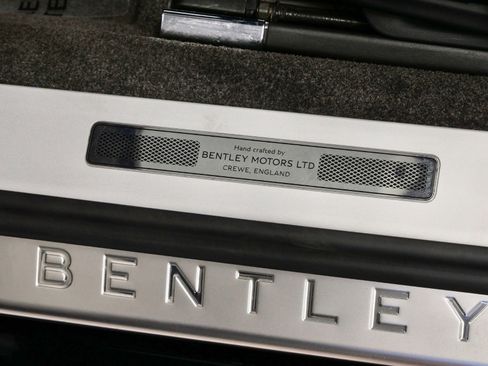 Hand crafted by
BENTLEY MOTORS LTD
CREWE, ENGLAND
BENTLEY